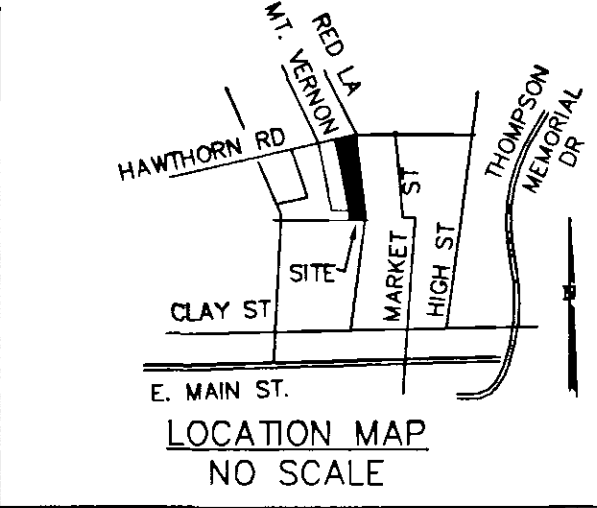 RED LA
MT. VERNON
HAWTHORN RD
THOMPSON
MEMORIAL
DR
MARKET ST
HIGH ST
SITE
CLAY ST
E. MAIN ST.
LOCATION MAP
NO SCALE